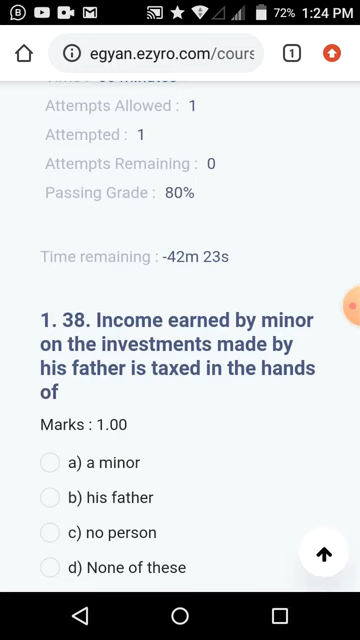 72% 1:24 PM
egyan.ezyro.com/cours
1
Attempts Allowed : 1
Attempted : 1
Attempts Remaining : 0
Passing Grade : 80%
Time remaining : -42m 23s
1. 38. Income earned by minor
on the investments made by
his father is taxed in the hands
of
Marks : 1.00
a) a minor
b) his father
c) no person
d) None of these